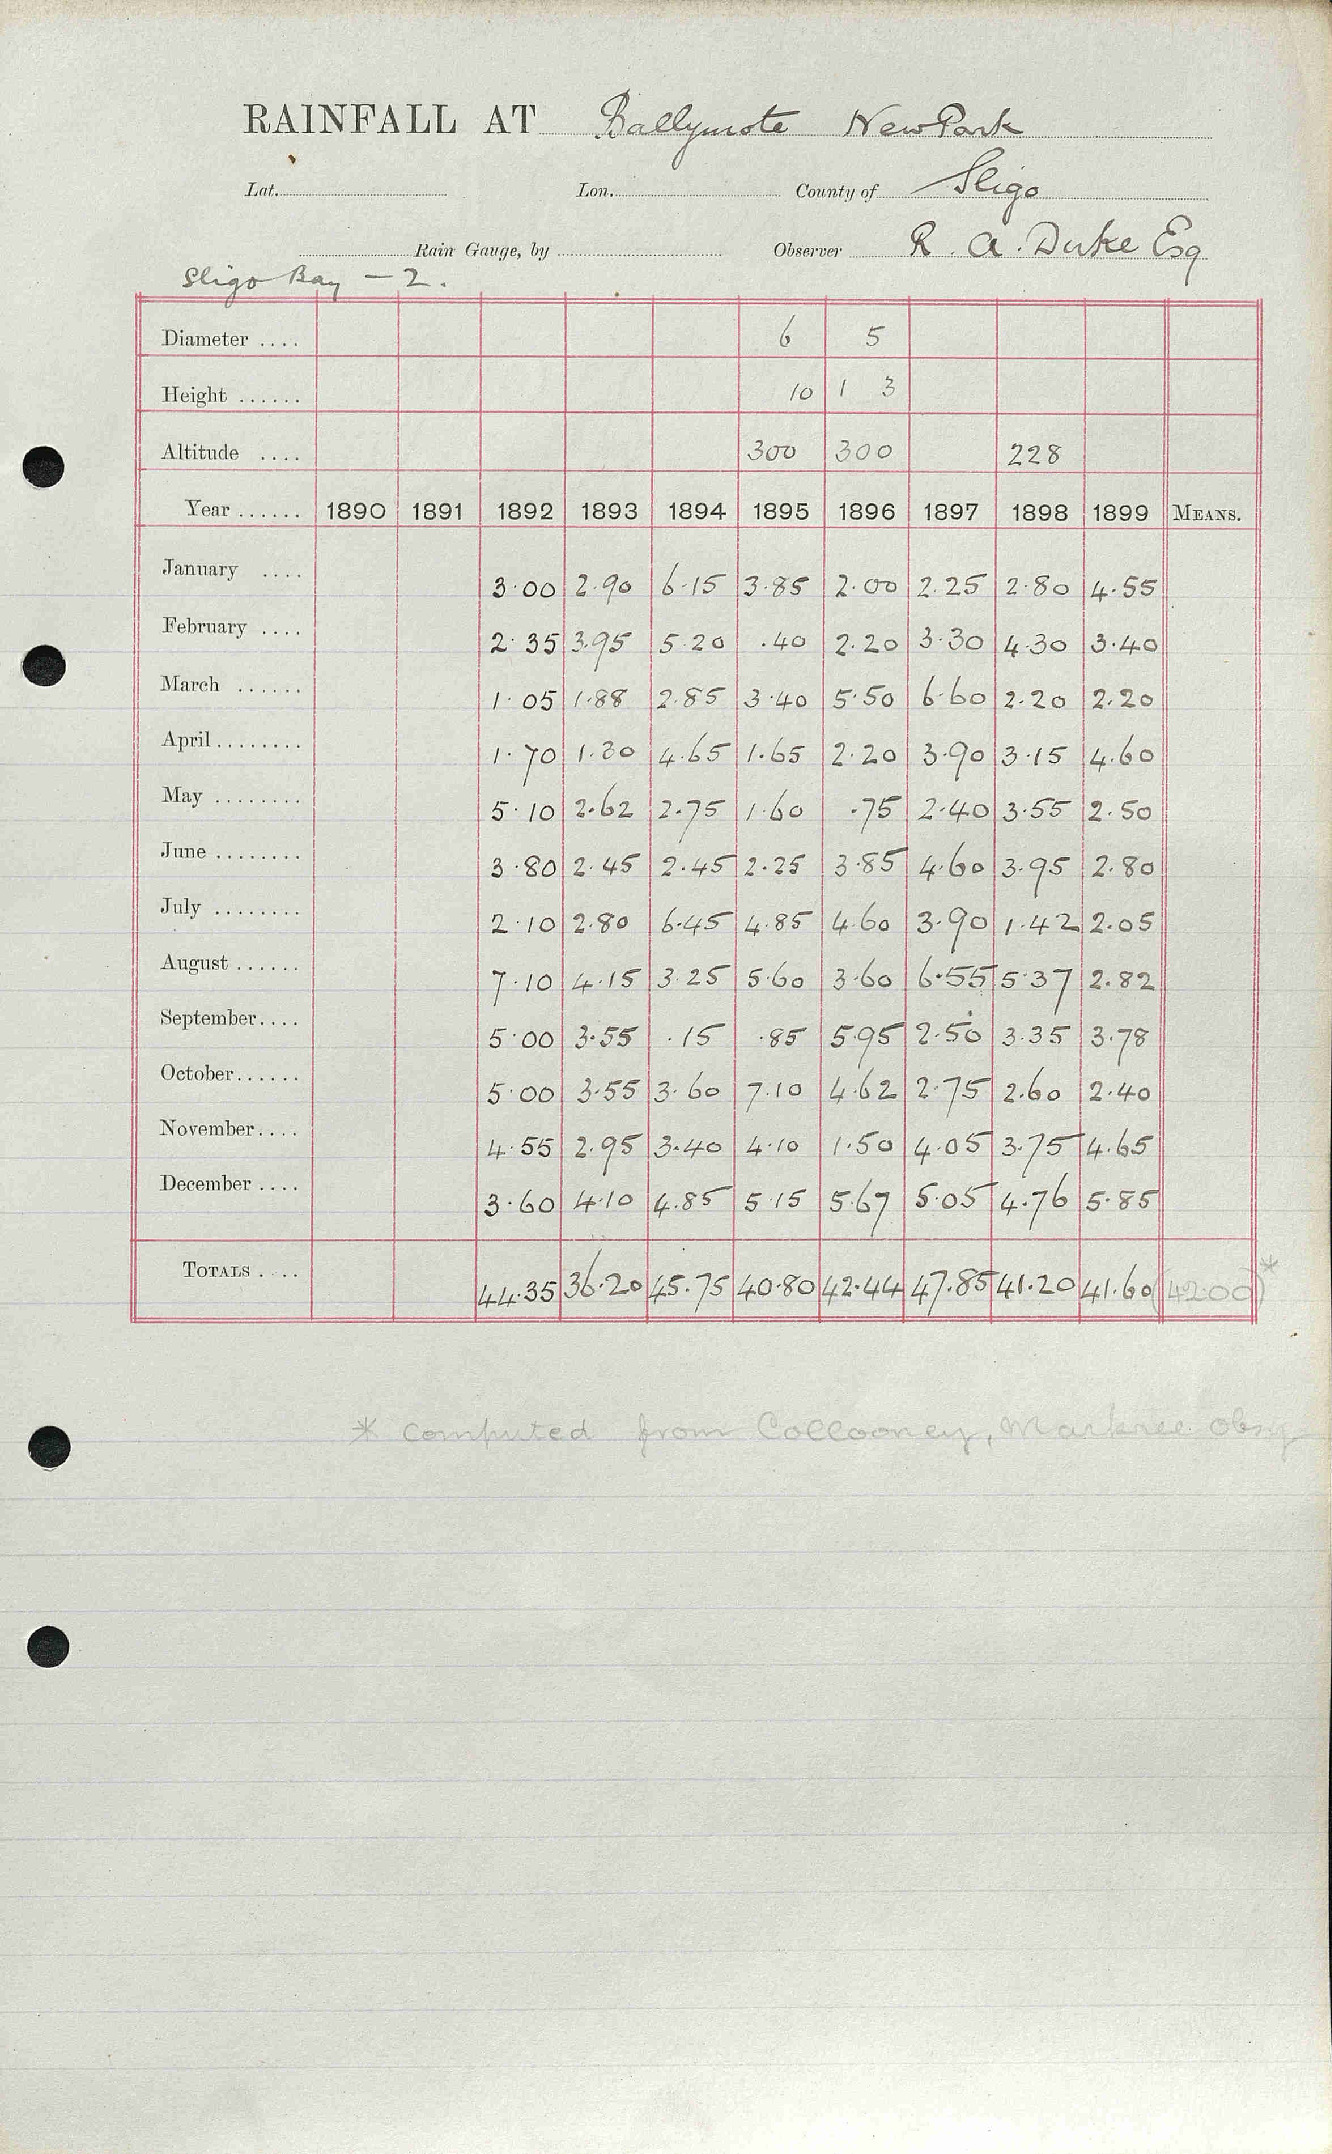 RAINFALL AT Ballymote New Park
Lat. Lon. County of Sligo
Rain Gauge, by Observer R. A. Duke Esq
Sligo Bay - 2.
Diameter .... 6 5
Height ...... 10 1 3
Altitude .... 300 300 228
Year ...... 1890 1891 1892 1893 1894 1895 1896 1897 1898 1899 MEANS.
January .... 3.00 2.90 6.15 3.85 2.00 2.25 2.80 4.55
February .... 2.35 3.95 5.20 .40 2.20 3.30 4.30 3.40
March ...... 1.05 1.88 2.85 3.40 5.50 6.60 2.20 2.20
April........ 1.70 1.30 4.65 1.65 2.20 3.90 3.15 4.60
May ........ 5.10 2.62 2.75 1.60 .75 2.40 3.55 2.50
June ........ 3.80 2.45 2.45 2.25 3.85 4.60 3.95 2.80
July ........ 2.10 2.80 6.45 4.85 4.60 3.90 1.42 2.05
August ...... 7.10 4.15 3.25 5.60 3.60 6.55 5.37 2.82
September.... 5.00 3.55 .15 .85 5.95 2.50 3.35 3.78
October...... 5.00 3.55 3.60 7.10 4.62 2.75 2.60 2.40
November.... 4.55 2.95 3.40 4.10 1.50 4.05 3.75 4.65
December .... 3.60 4.10 4.85 5.15 5.67 5.05 4.76 5.85
TOTALS .... 44.35 36.20 45.75 40.80 42.44 47.85 41.20 41.60 (42.00)*
* computed from Collooney, Markree Obsy